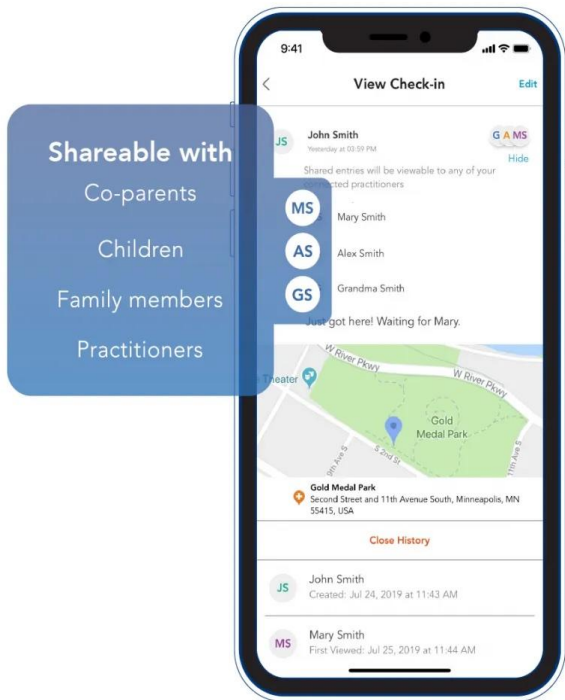 Shareable with
Co-parents
Children
Family members
Practitioners
9:41
View Check-in
Edit
JS
John Smith
Yesterday at 03:59 PM
G A MS
Hide
Shared entries will be viewable to any of your
practitioners
MS
Mary Smith
AS
Alex Smith
GS
Grandma Smith
Just got here! Waiting for Mary.
W River Pkwy
W River Pkwy
Theater
Gold
Medal Park
S 2nd St
9th Ave S
11th Ave S
Gold Medal Park
Second Street and 11th Avenue South, Minneapolis, MN
55415, USA
Close History
JS
John Smith
Created: Jul 24, 2019 at 11:43 AM
MS
Mary Smith
First Viewed: Jul 25, 2019 at 11:44 AM